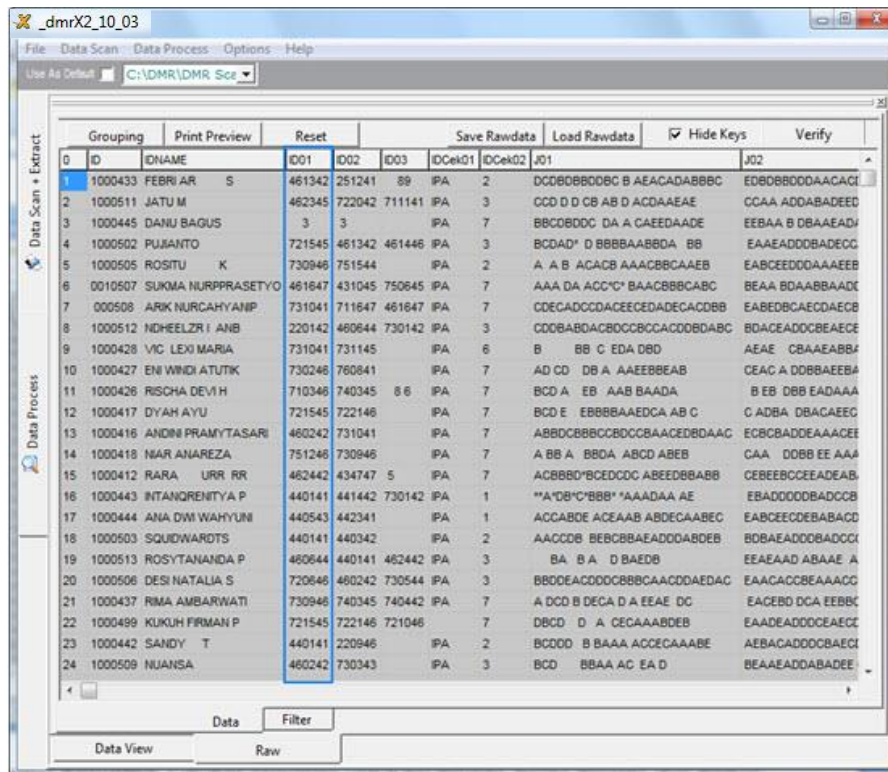 _dmrX2_10_03
File Data Scan Data Process Options Help
Use As Default C:\DMR\DMR Sca
Grouping Print Preview Reset Save Rawdata Load Rawdata Hide Keys Verify
0 ID IDNAME ID01 ID02 ID03 IDCek01 IDCek02 J01 J02
1 1000433 FEBRI AR S 461342 251241 89 IPA 2 DCDBDBBDDBC B AEACADABBBC EDBDBBDDDAACACE
2 1000511 JATU M 462345 722042 711141 IPA 3 CCD D D CB AB D ACDAAEAE CCAA ADDABADEED
3 1000445 DANU BAGUS 3 3 IPA 7 BBCDBDDC DA A CAEEDAADE EEBAA B DBAAEADA
4 1000502 PUJIANTO 721545 461342 461446 IPA 3 BCDAD* D BBBBAABBDA BB EAAEADDDBADECC
5 1000505 ROSITU K 730946 751544 IPA 2 A A B ACACB AAACBBCAAEB EABCEEDDDAAAEEB
6 0010507 SUKMA NURPPRASETYO 461647 431045 750645 IPA 7 AAA DA ACC*C* BAACBBBCABC BEAA BDAABBAADD
7 000508 ARIK NURCAHYANIP 731041 711647 461647 IPA 7 CDECADCCDACEECEDADECACDBB EABEDBCAECDAECB
8 1000512 NDHEELZR I ANB 220142 460644 730142 IPA 3 CDDBABDACBDCCBCCACDDBDABC BDACEADDCBEAECE
9 1000428 VIC LEXI MARIA 731041 731145 IPA 6 B BB C EDA DBD AEAE CBAAEABBA
10 1000427 ENI WINDI ATUTIK 730246 760841 IPA 7 AD CD DB A AAEEBBEAB CEAC A DDBBAEEBA
11 1000426 RISCHA DEVI H 710346 740345 8 6 IPA 7 BCD A EB AAB BAADA B EB DBB EADAAA
12 1000417 DYAH AYU 721545 722146 IPA 7 BCD E EBBBBAAEDCA AB C C ADBA DBACAEEC
13 1000416 ANDINI PRAMYTASARI 460242 731041 IPA 7 ABBDCBBBCCBDCCBAACEDBDAAC ECBCBADDEAAACEE
14 1000418 NIAR ANAREZA 751246 730946 IPA 7 A BB A BBDA ABCD ABEB CAA DDBB EE AAA
15 1000412 RARA URR RR 462442 434747 5 IPA 7 ACBBBD*BCEDCDC ABEEDBBABB CEBEEBCCEEADEAB
16 1000443 INTANQRENITYA P 440141 441442 730142 IPA 1 **A*DB*C*BBB* *AAADAA AE EBADDDDDBADCCB
17 1000444 ANA DWI WAHYUNI 440543 442341 IPA 1 ACCABDE ACEAAB ABDECAABEC EABCEECDEBABACD
18 1000503 SQUIDWARDTS 440141 440342 IPA 2 AACCDB BEBCBBAEADDDABDEB BDBAEADDDBADCC
19 1000513 ROSYTANANDA P 460644 440141 462442 IPA 3 BA B A D BAEDB EEAEAAD ABAAE A
20 1000506 DESI NATALIA S 720646 460242 730544 IPA 3 BBDDEACDDDCBBBCAACDDAEDAC EAACACCBEAAACC
21 1000437 RIMA AMBARWATI 730946 740345 740442 IPA 7 A DCD B DECA D A EEAE DC EACEBD DCA EEBBC
22 1000499 KUKUH FIRMAN P 721545 722146 721046 7 DBCD D A CECAAABDEB EAADEADDDCEAECD
23 1000442 SANDY T 440141 220946 IPA 2 BCDDD B BAAA ACCECAAABE AEBACADDDCBAECD
24 1000509 NUANSA 460242 730343 IPA 3 BCD BBAA AC EA D BEAAEADDABADEE
Data Filter
Data View Raw
Data Scan + Extract
Data Process